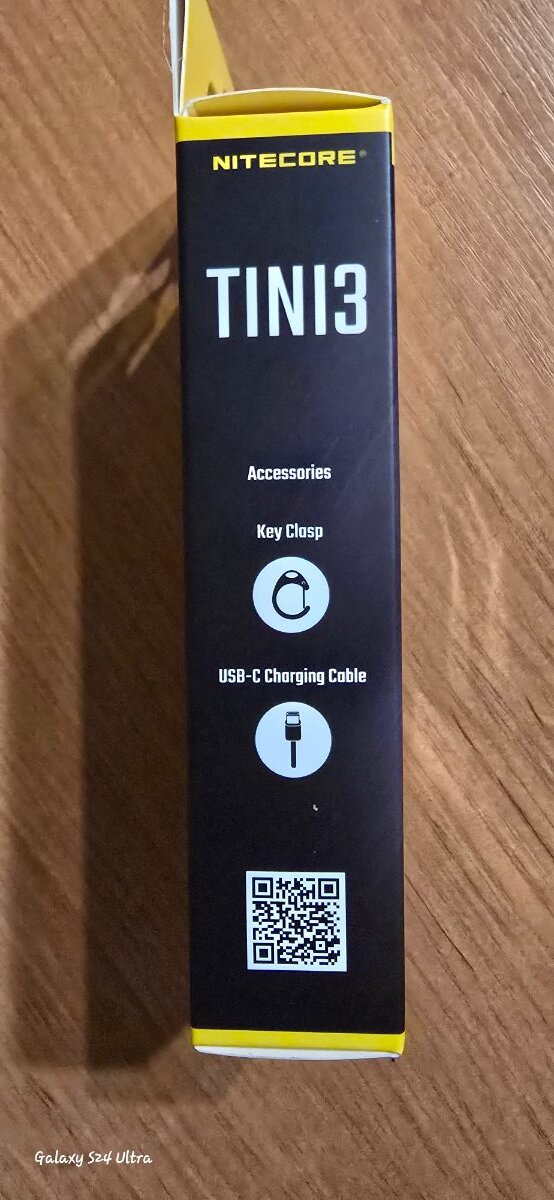 NITECORE®
TINI3
Accessories
Key Clasp
USB-C Charging Cable
Galaxy S24 Ultra